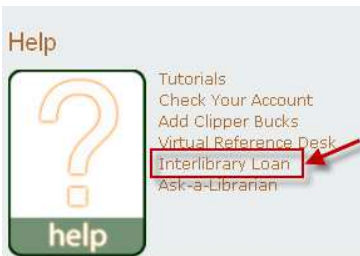 Help
?
help
Tutorials
Check Your Account
Add Clipper Bucks
Virtual Reference Desk
Interlibrary Loan
Ask-a-Librarian